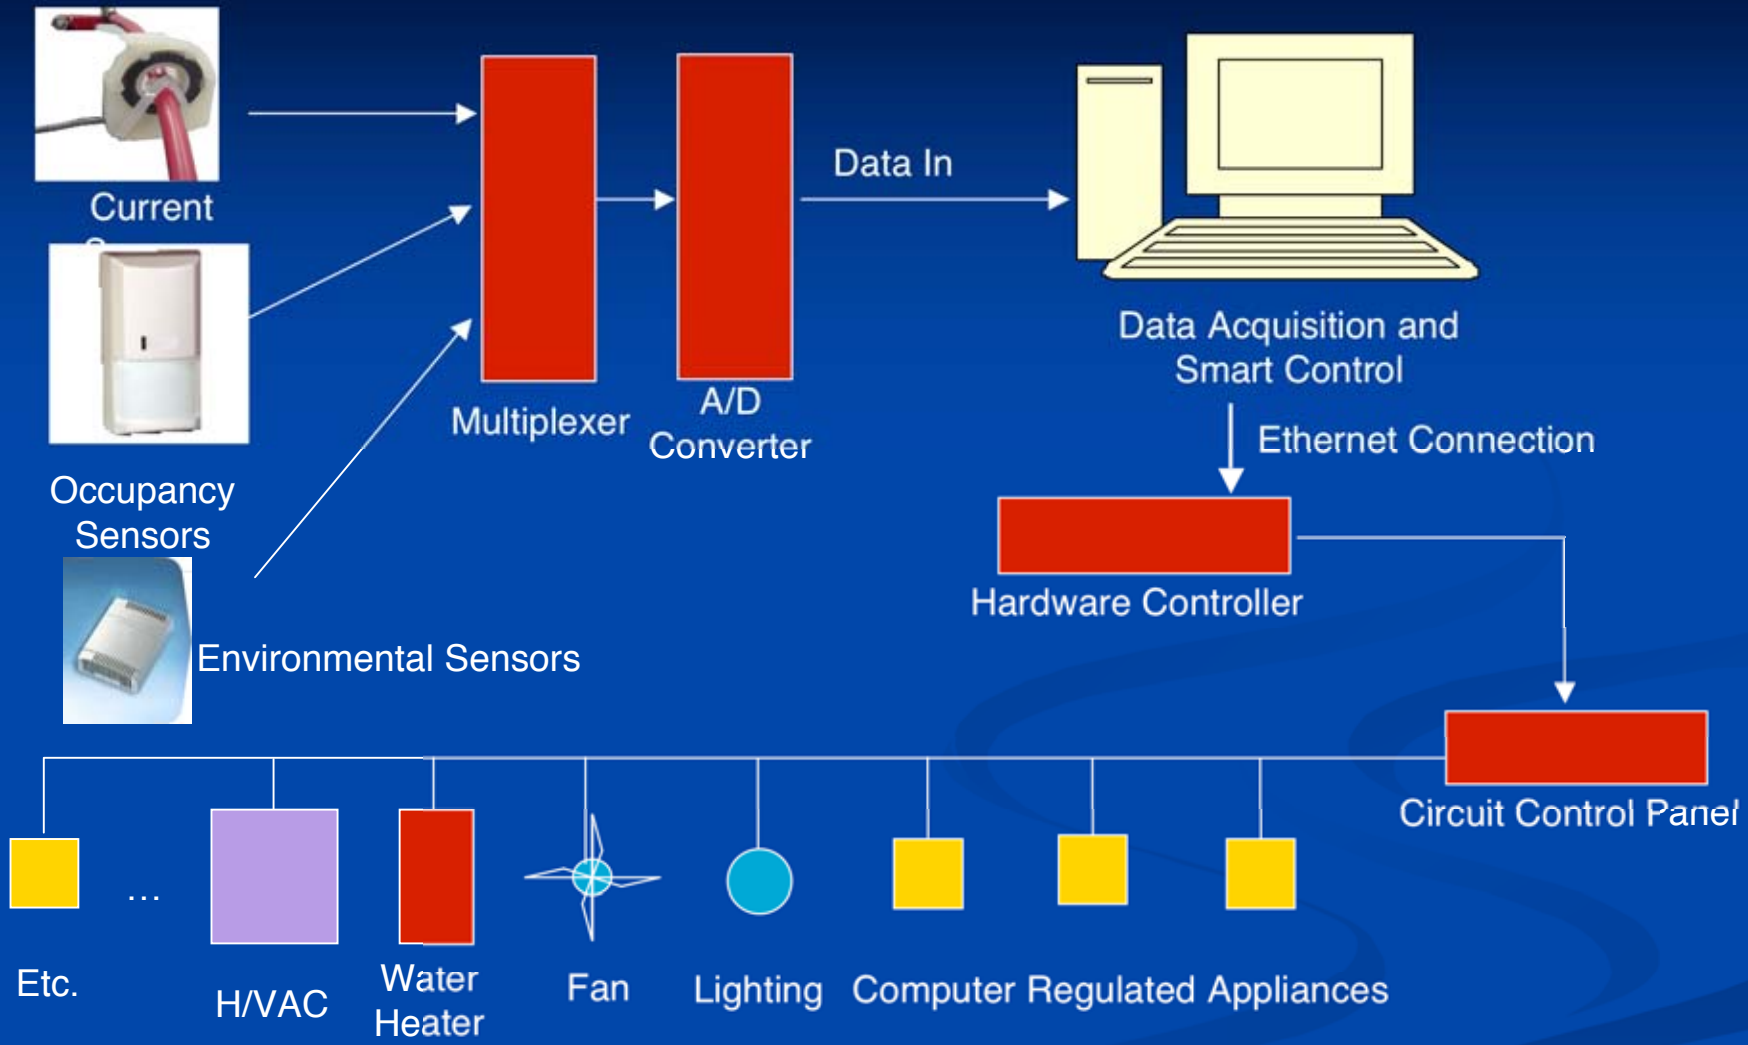 Current
Data In
Data Acquisition and
Smart Control
A/D
Converter
Multiplexer
Ethernet Connection
Occupancy
Sensors
Hardware Controller
Environmental Sensors
Circuit Control Panel
...
Etc.
H/VAC
Water
Heater
Fan
Lighting
Computer Regulated Appliances